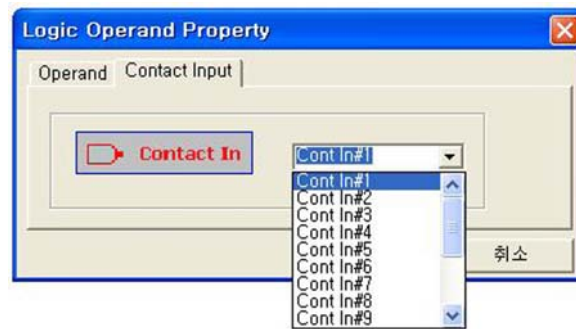 Logic Operand Property
Operand Contact Input
Contact In Cont In#1
Cont In#1
Cont In#2
Cont In#3
Cont In#4
Cont In#5
Cont In#6
Cont In#7
Cont In#8
Cont In#9
취소